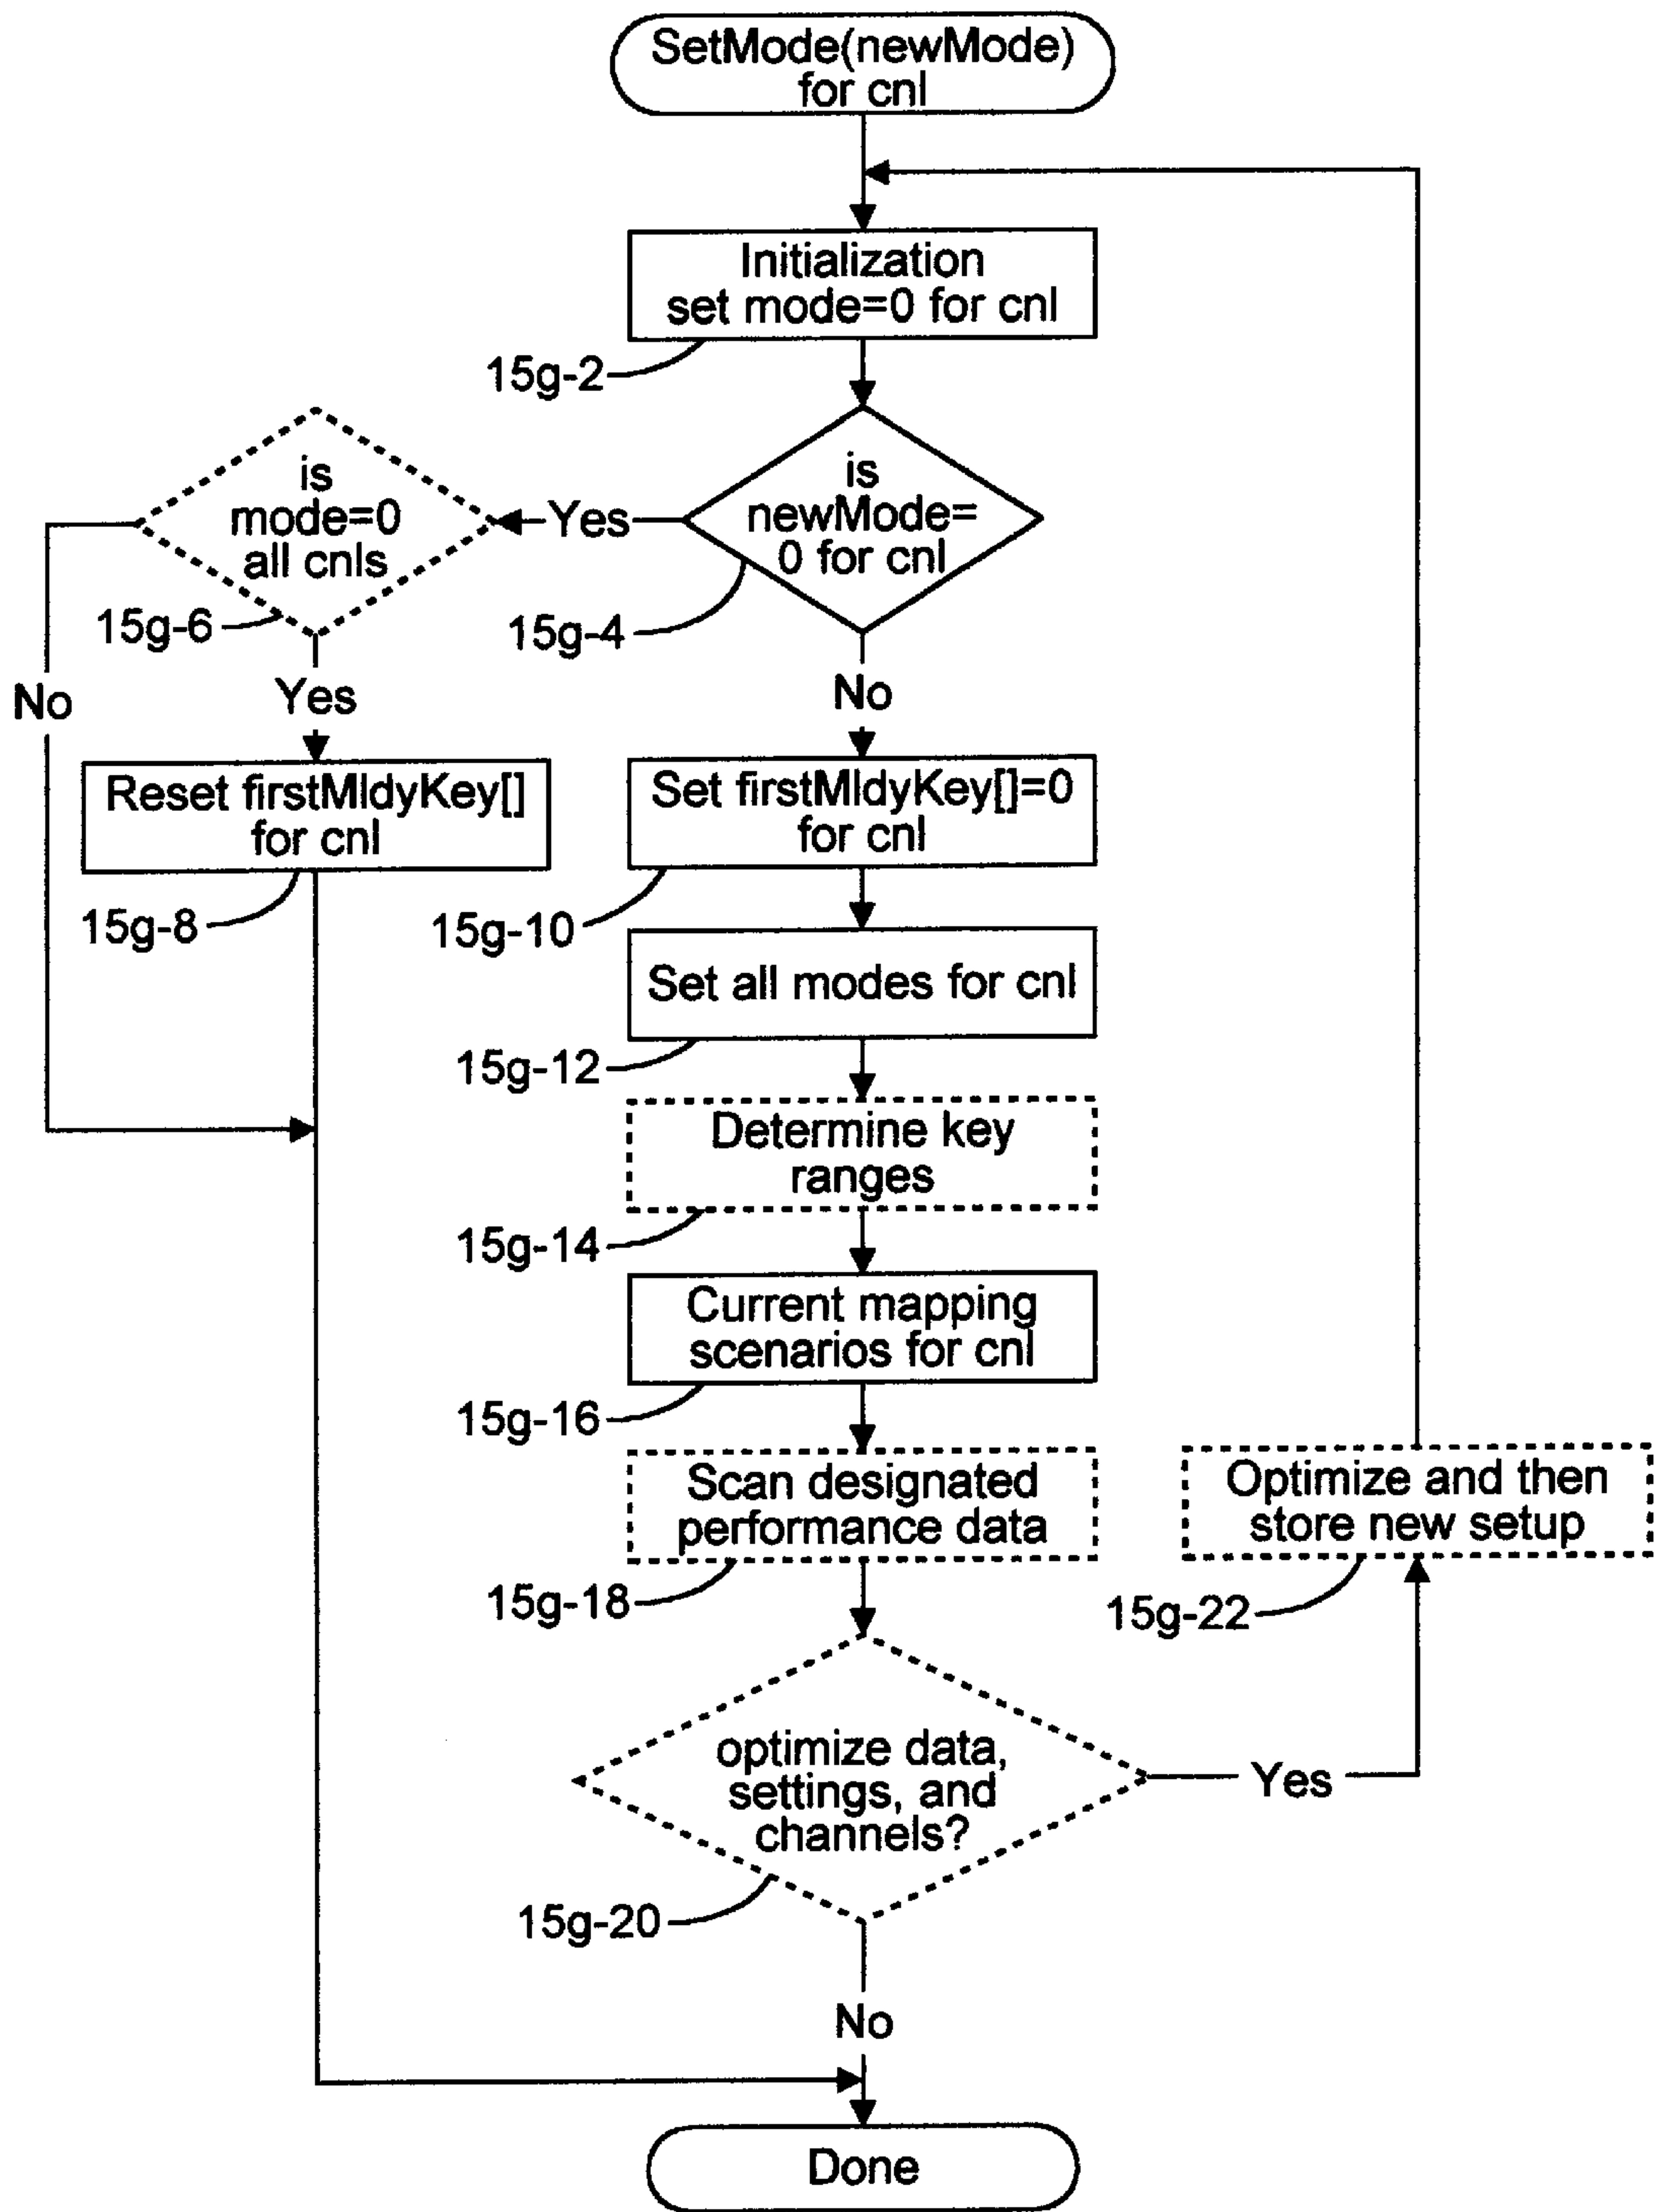 SetMode(newMode)
for cnl
Initialization
set mode=0 for cnl
15g-2
is
mode=0
all cnls
Yes
is
newMode=
0 for cnl
15g-6
15g-4
No
Yes
No
Reset firstMldyKey[]
for cnl
Set firstMldyKey[]=0
for cnl
15g-8
15g-10
Set all modes for cnl
15g-12
Determine key
ranges
15g-14
Current mapping
scenarios for cnl
15g-16
Scan designated
performance data
Optimize and then
store new setup
15g-18
15g-22
optimize data,
settings, and
channels?
Yes
15g-20
No
Done